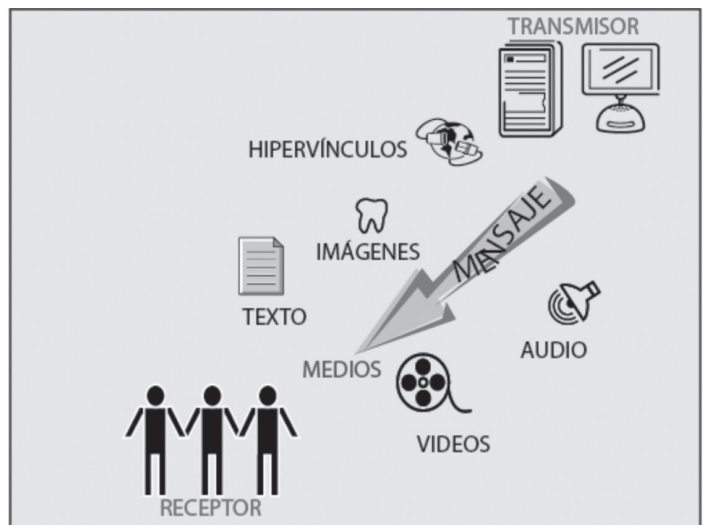 TRANSMISOR
HIPERVÍNCULOS
MENSAJE
IMÁGENES
TEXTO
AUDIO
MEDIOS
VIDEOS
RECEPTOR